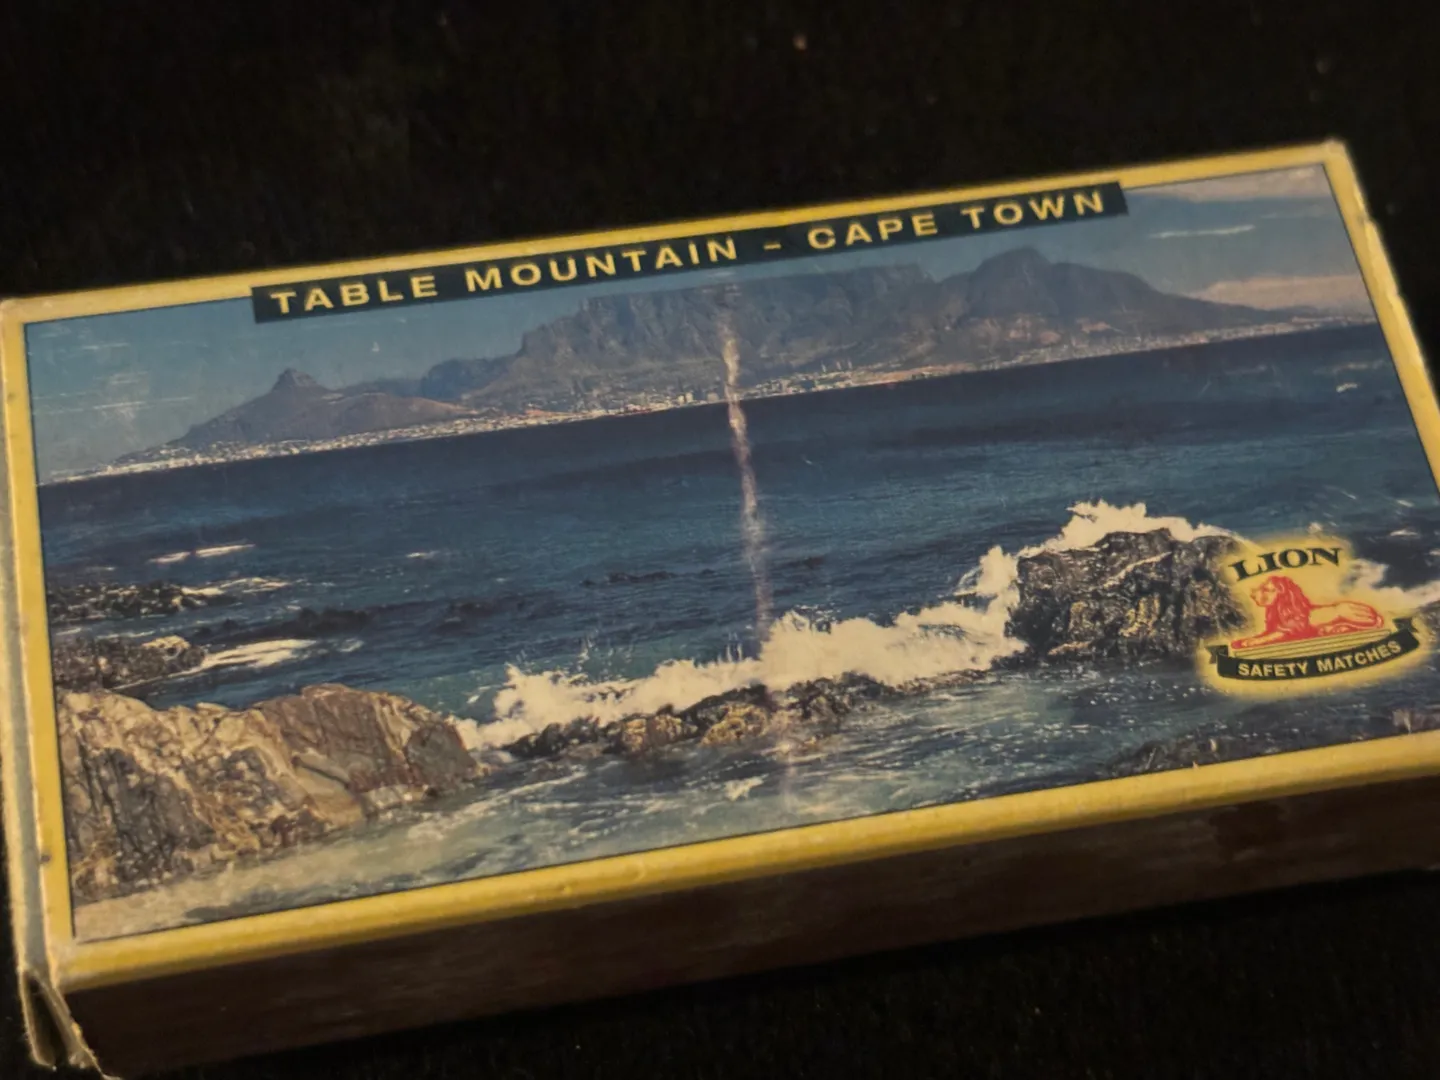 TABLE MOUNTAIN - CAPE TOWN
LION
SAFETY MATCHES